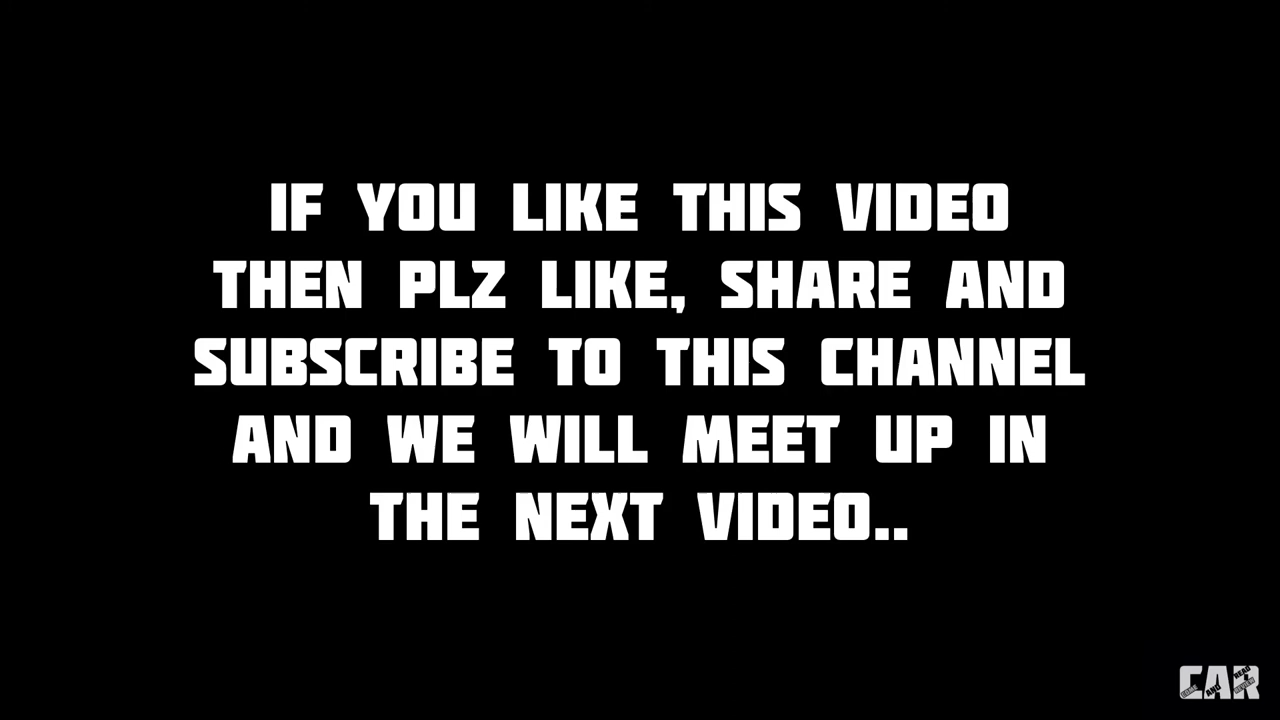 IF YOU LIKE THIS VIDEO
THEN PLZ LIKE, SHARE AND
SUBSCRIBE TO THIS CHANNEL
AND WE WILL MEET UP IN
THE NEXT VIDEO..
CAR